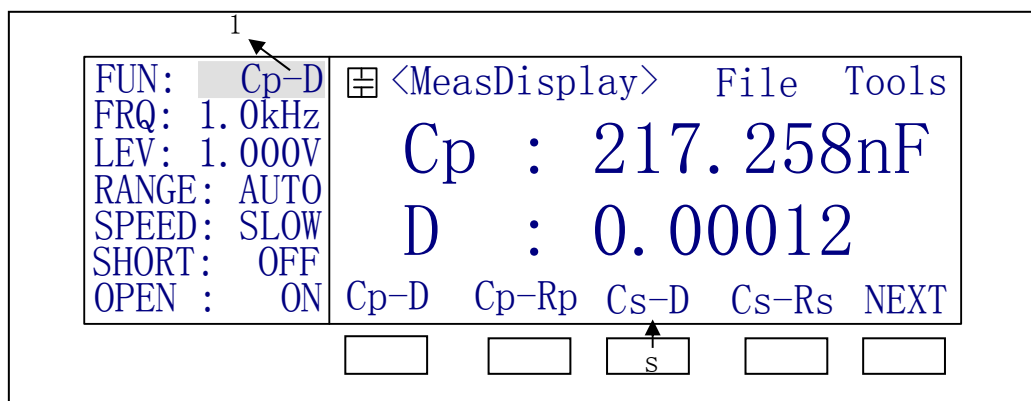 1
FUN: Cp-D
FRQ: 1.0kHz
LEV: 1.000V
RANGE: AUTO
SPEED: SLOW
SHORT: OFF
OPEN : ON
<MeasDisplay> File Tools
Cp : 217.258nF
D : 0.00012
Cp-D Cp-Rp Cs-D Cs-Rs NEXT
s